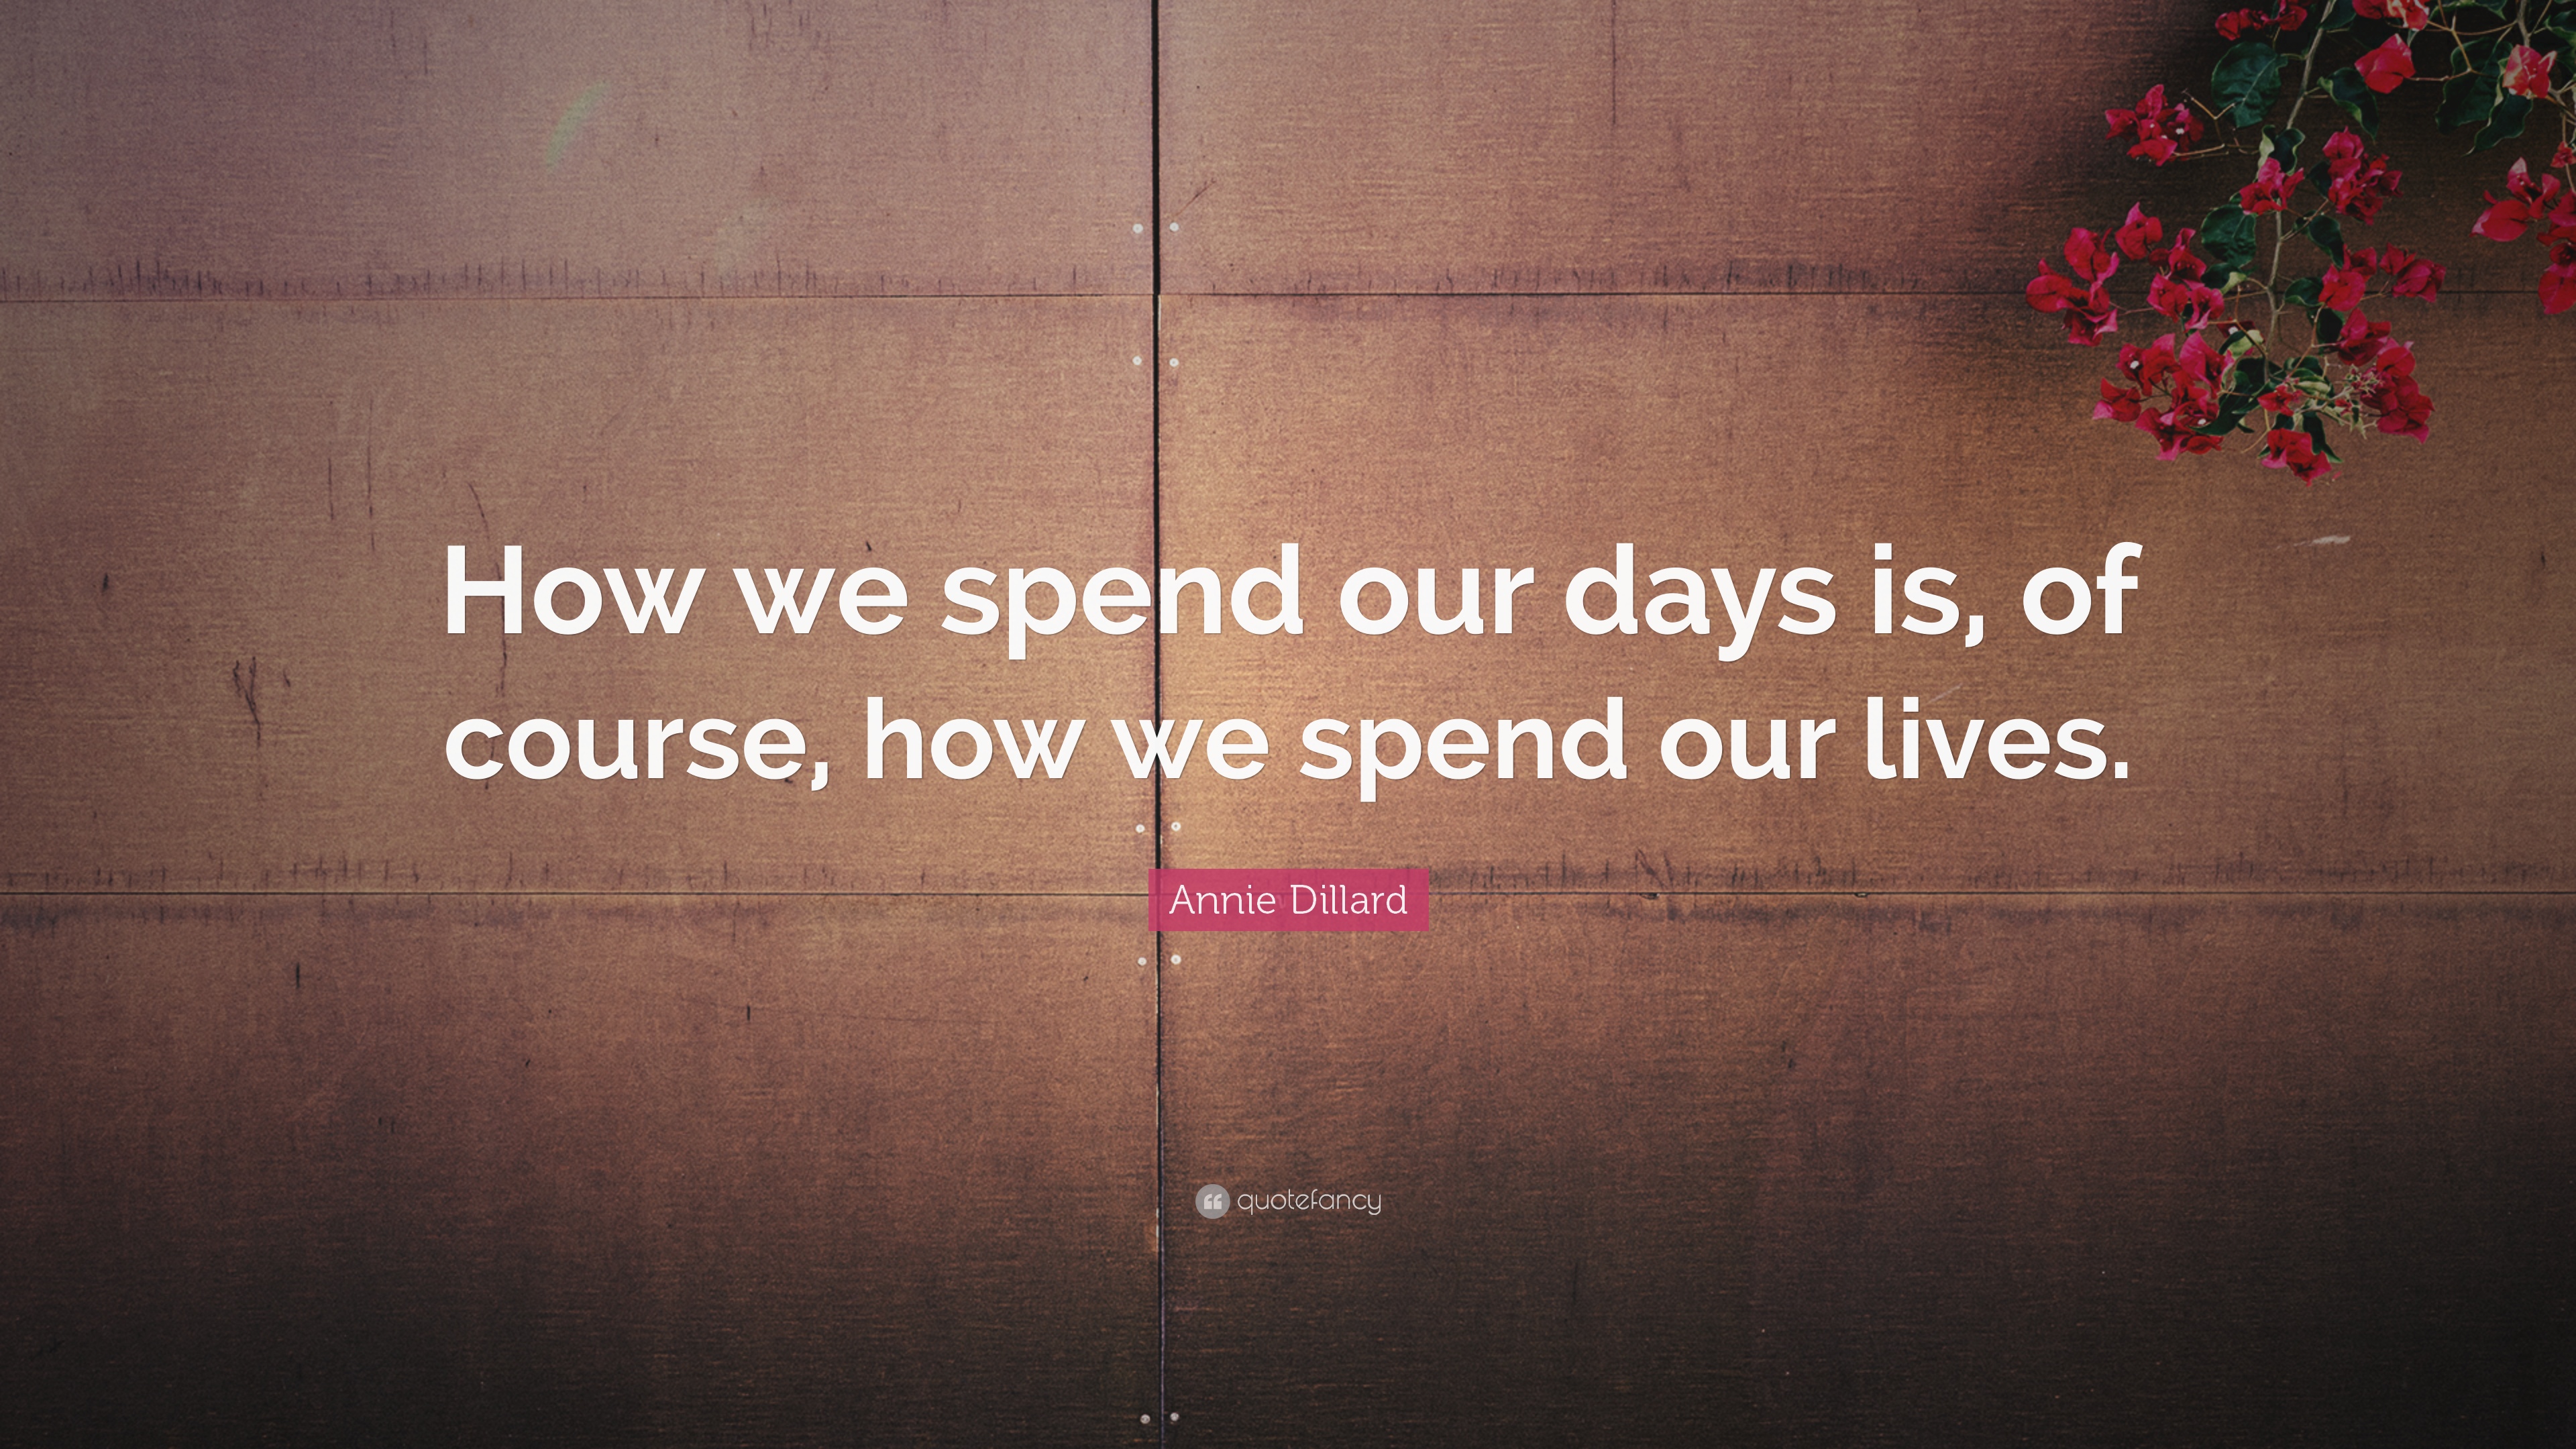 How we spend our days is, of
course, how we spend our lives.
Annie Dillard
quotefancy